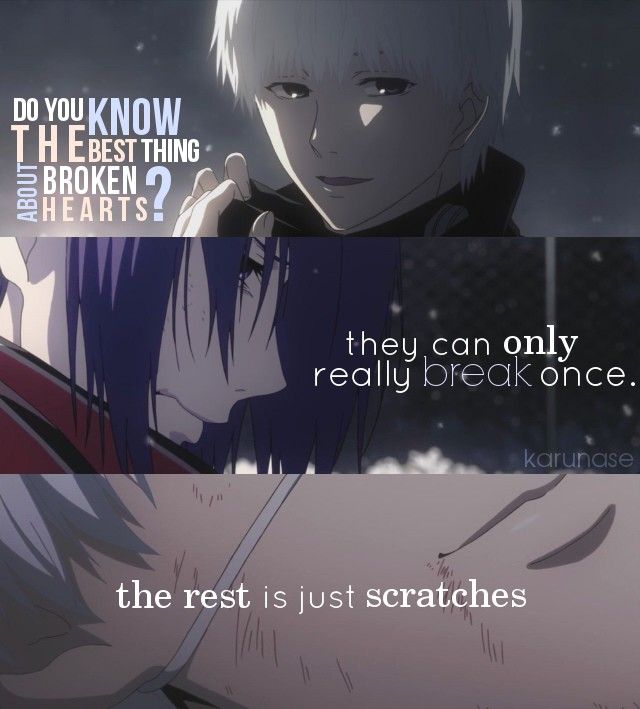 DO YOU KNOW
THE BEST THING
ABOUT BROKEN
HEARTS?
they can only
really break once.
karunase
the rest is just scratches